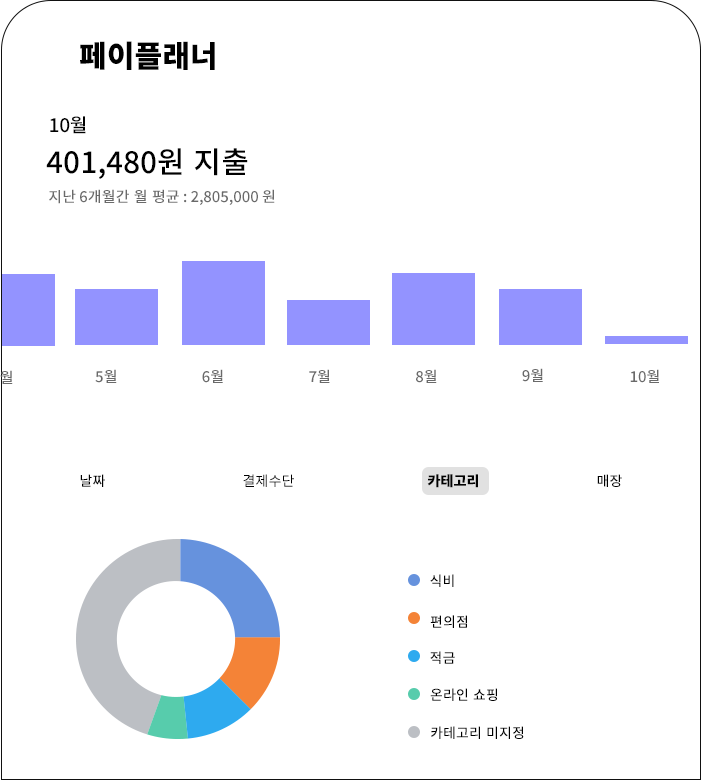 페이플래너
10월
401,480원 지출
지난 6개월간 월 평균 : 2,805,000 원
월 5월 6월 7월 8월 9월 10월
날짜 결제수단 카테고리 매장
식비
편의점
적금
온라인 쇼핑
카테고리 미지정